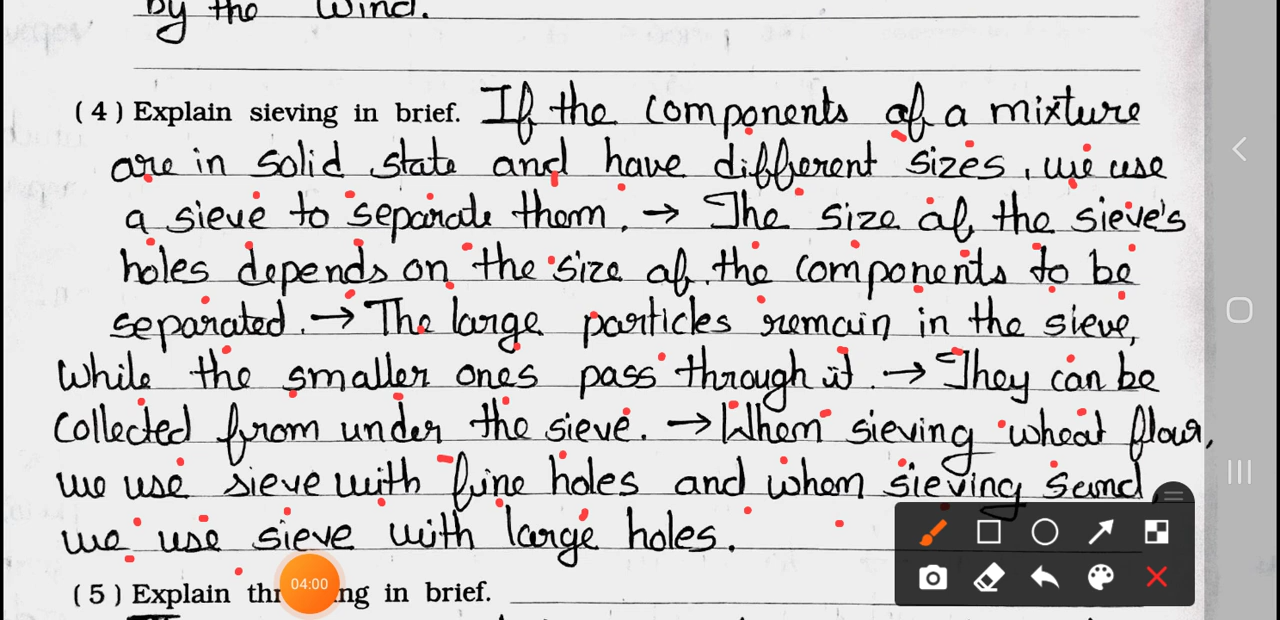 by the wind.
(4) Explain sieving in brief. If the components of a mixture
are in solid state and have different sizes, we use
a sieve to separate them. → The size of the sieve's
holes depends on the size of the components to be
separated. → The large particles remain in the sieve,
while the smaller ones pass through it. → They can be
collected from under the sieve. → When sieving wheat flour,
we use sieve with fine holes and when sieving sand,
we use sieve with large holes.
04:00
(5) Explain thr ng in brief.